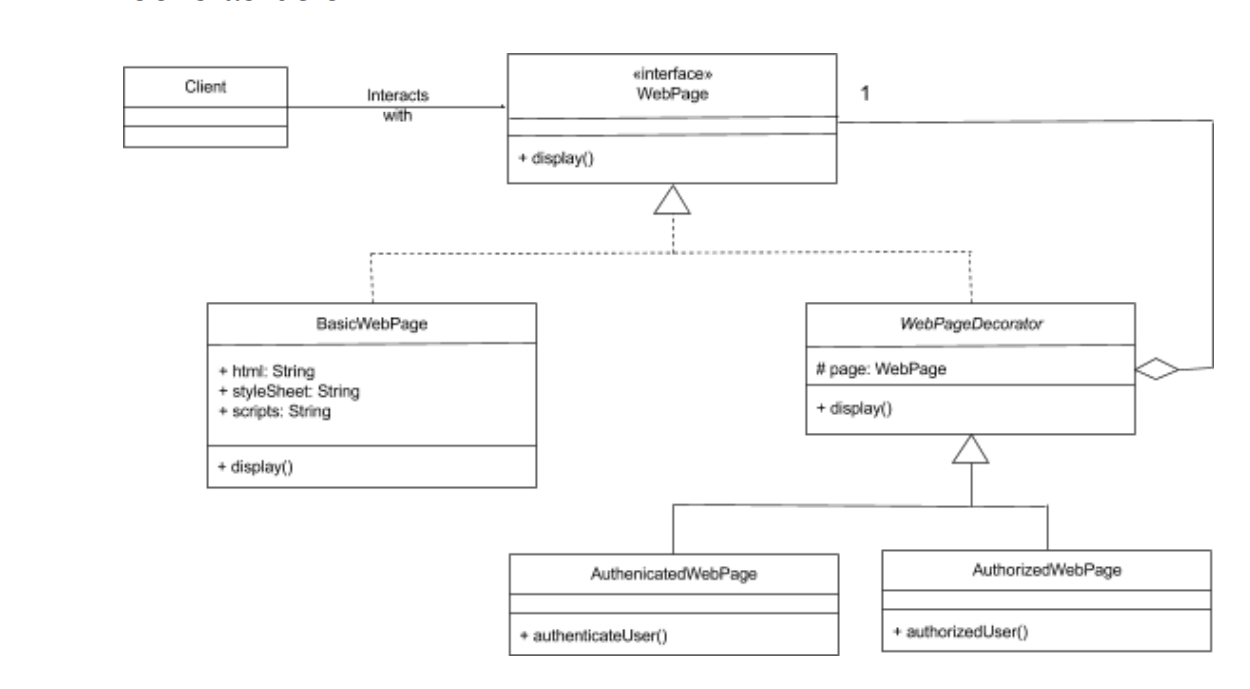 Client
Interacts
with
«interface»
WebPage
1
+ display()
BasicWebPage
+ html: String
+ styleSheet: String
+ scripts: String
+ display()
WebPageDecorator
# page: WebPage
+ display()
AuthenicatedWebPage
+ authenticateUser()
AuthorizedWebPage
+ authorizedUser()